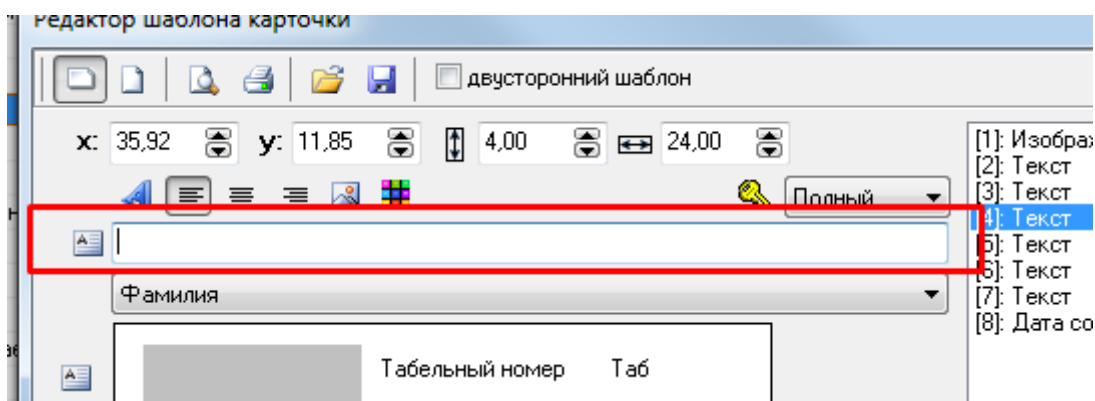 Редактор шаблона карточки
двусторонний шаблон
x: 35,92 y: 11,85 4,00 24,00
Полный
[1]: Изображ
[2]: Текст
[3]: Текст
[4]: Текст
[5]: Текст
[6]: Текст
[7]: Текст
[8]: Дата со
Фамилия
Табельный номер Таб